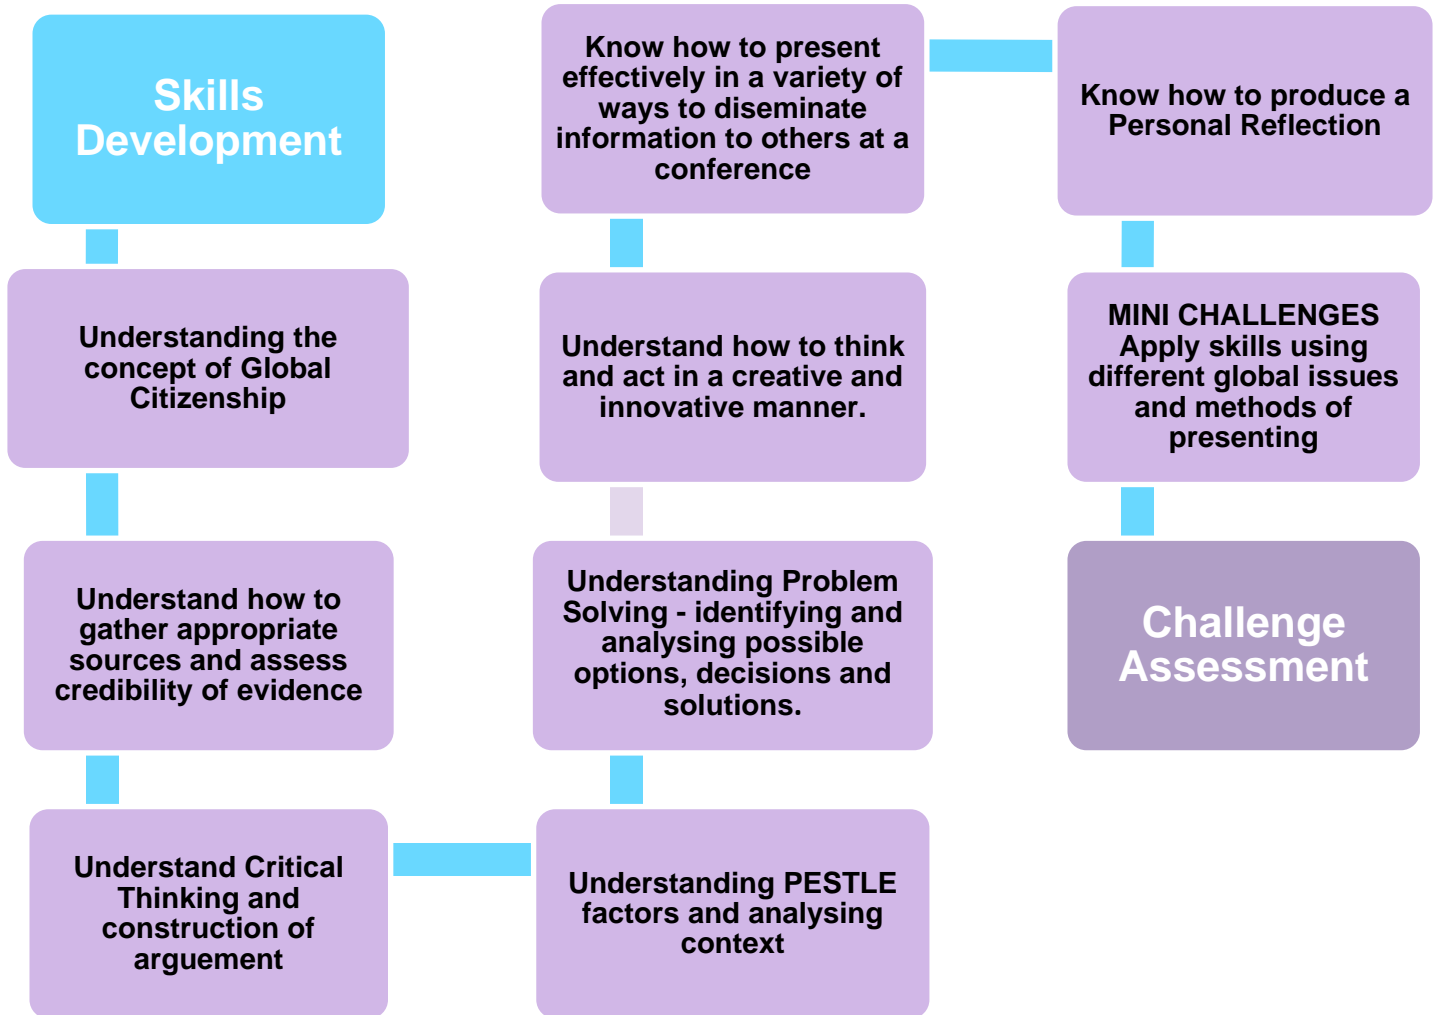 Skills
Development
Understanding the
concept of Global
Citizenship
Understand how to
gather appropriate
sources and assess
credibility of evidence
Understand Critical
Thinking and
construction of
arguement
Understanding PESTLE
factors and analysing
context
Understanding Problem
Solving - identifying and
analysing possible
options, decisions and
solutions.
Understand how to think
and act in a creative and
innovative manner.
Know how to present
effectively in a variety of
ways to diseminate
information to others at a
conference
Know how to produce a
Personal Reflection
MINI CHALLENGES
Apply skills using
different global issues
and methods of
presenting
Challenge
Assessment